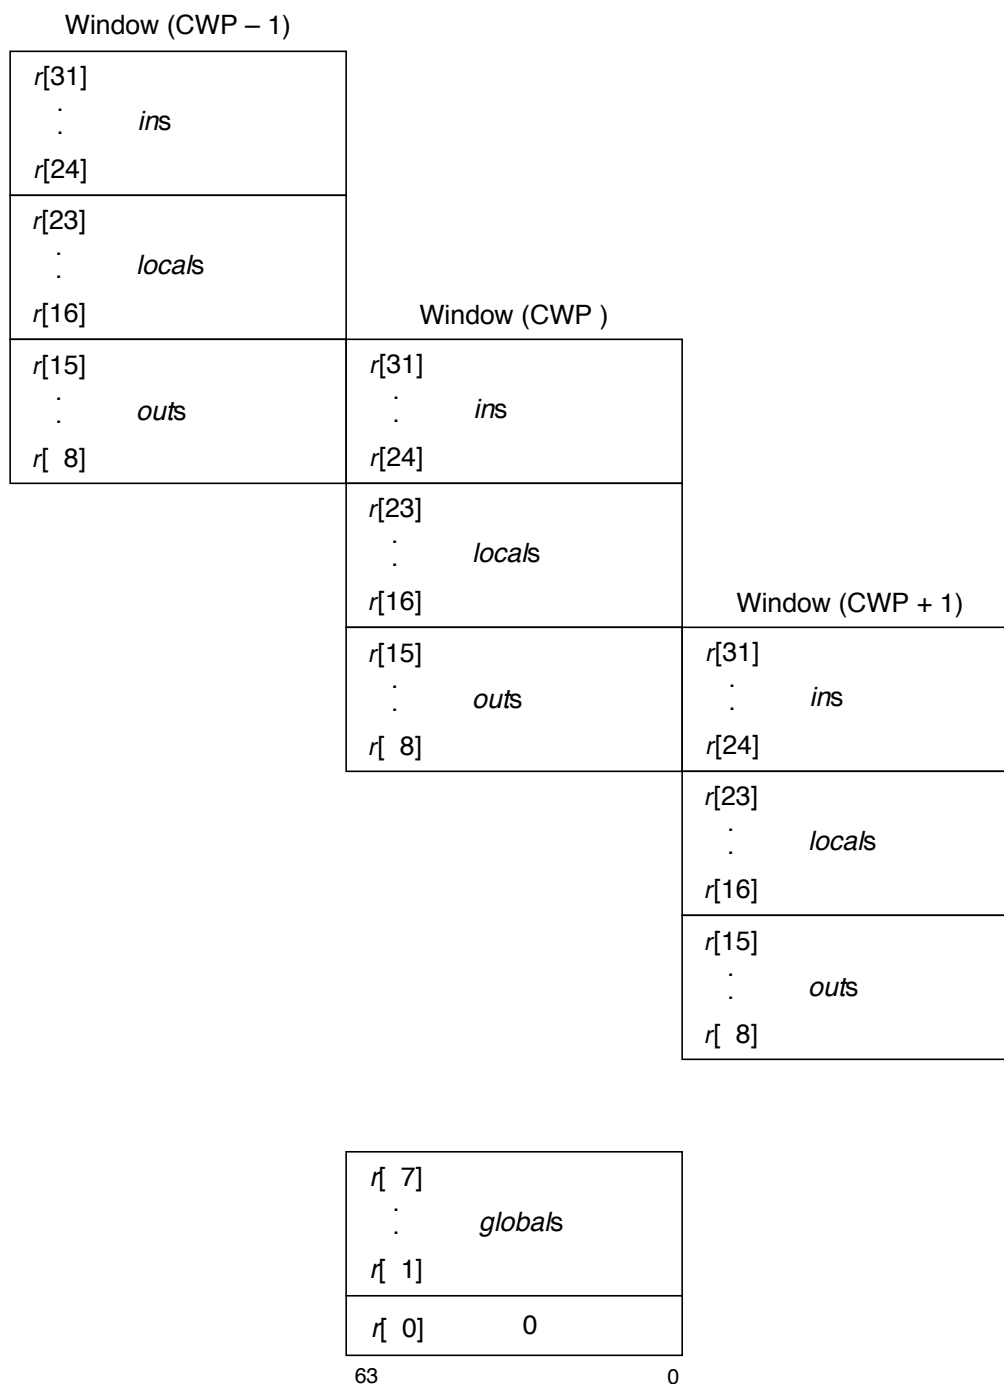 Window (CWP – 1)
r[31]
.
. ins
r[24]
r[23]
.
. locals
r[16]
r[15]
.
. outs
r[ 8]
Window (CWP )
r[31]
.
. ins
r[24]
r[23]
.
. locals
r[16]
r[15]
.
. outs
r[ 8]
Window (CWP + 1)
r[31]
.
. ins
r[24]
r[23]
.
. locals
r[16]
r[15]
.
. outs
r[ 8]
r[ 7]
.
. globals
r[ 1]
r[ 0] 0
63 0